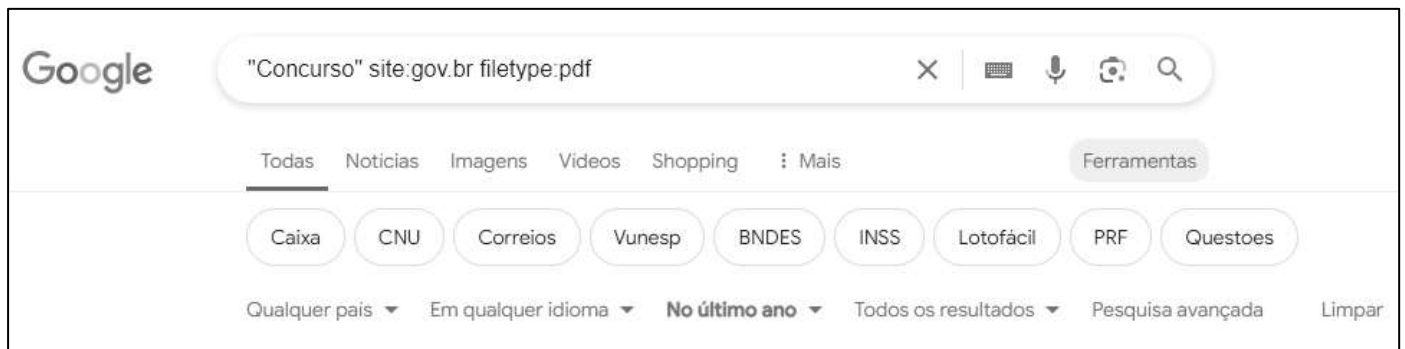 Google "Concurso" site:gov.br filetype:pdf
Todas Notícias Imagens Vídeos Shopping Mais Ferramentas
Caixa CNU Correios Vunesp BNDES INSS Lotofácil PRF Questoes
Qualquer país Em qualquer idioma No último ano Todos os resultados Pesquisa avançada Limpar